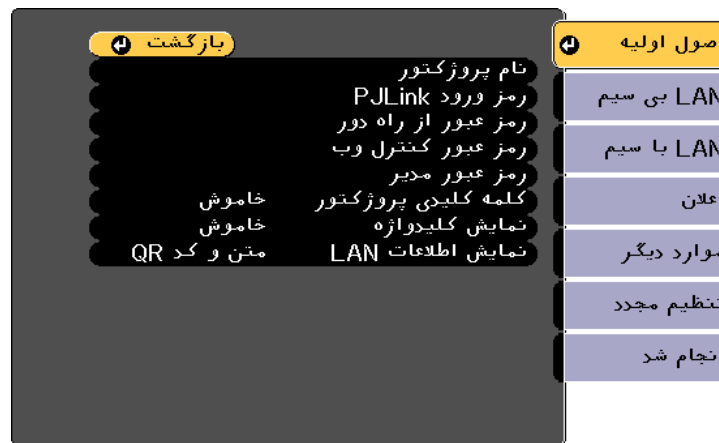 بازگشت
نام پروژکتور
رمز ورود PJLink
رمز عبور از راه دور
رمز عبور کنترل وب
رمز عبور مدیر
کلمه کلیدی پروژکتور خاموش
نمایش کلیدواژه خاموش
نمایش اطلاعات LAN متن و کد QR
صول اولیه
LAN بی سیم
LAN با سیم
علان
موارد دیگر
تنظیم مجدد
نجام شد